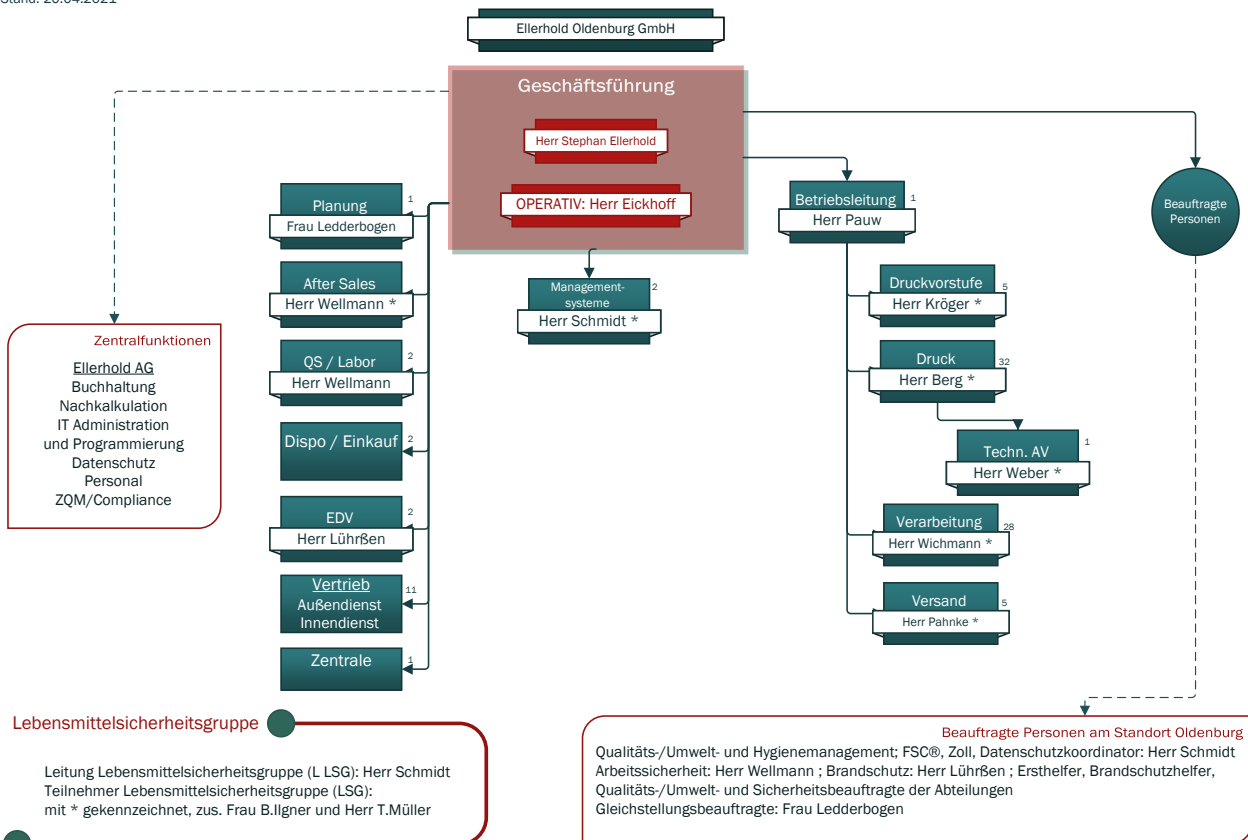 Stand: 20.04.2021
Ellerhold Oldenburg GmbH
Geschäftsführung
Herr Stephan Ellerhold
OPERATIV: Herr Eickhoff
Planung
1
Frau Ledderbogen
After Sales
2
Herr Wellmann *
QS / Labor
2
Herr Wellmann
Dispo / Einkauf
2
EDV
2
Herr Lührßen
Vertrieb
11
Außendienst
Innendienst
Zentrale
1
Management-
systeme
2
Herr Schmidt *
Betriebsleitung
1
Herr Pauw
Druckvorstufe
5
Herr Kröger *
Druck
32
Herr Berg *
Techn. AV
1
Herr Weber *
Verarbeitung
28
Herr Wichmann *
Versand
5
Herr Pahnke *
Beauftragte
Personen
Zentralfunktionen
Ellerhold AG
Buchhaltung
Nachkalkulation
IT Administration
und Programmierung
Datenschutz
Personal
ZQM/Compliance
Lebensmittelsicherheitsgruppe
Leitung Lebensmittelsicherheitsgruppe (L LSG): Herr Schmidt
Teilnehmer Lebensmittelsicherheitsgruppe (LSG):
mit * gekennzeichnet, zus. Frau B.Ilgner und Herr T.Müller
Beauftragte Personen am Standort Oldenburg
Qualitäts-/Umwelt- und Hygienemanagement; FSC®, Zoll, Datenschutzkoordinator: Herr Schmidt
Arbeitssicherheit: Herr Wellmann ; Brandschutz: Herr Lührßen ; Ersthelfer, Brandschutzhelfer,
Qualitäts-/Umwelt- und Sicherheitsbeauftragte der Abteilungen
Gleichstellungsbeauftragte: Frau Ledderbogen